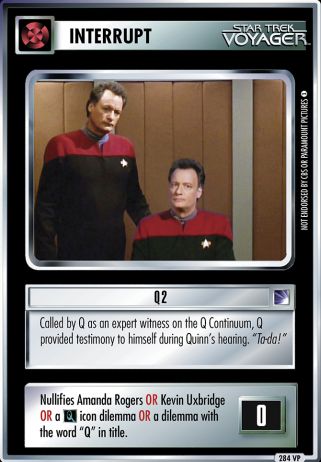 INTERRUPT
STAR TREK
VOYAGER
NOT ENDORSED BY CBS OR PARAMOUNT PICTURES
Q2
Called by Q as an expert witness on the Q Continuum, Q
provided testimony to himself during Quinn's hearing. "Ta-da!"
Nullifies Amanda Rogers OR Kevin Uxbridge
OR a Q icon dilemma OR a dilemma with
the word "Q" in title.
Q
284 VP